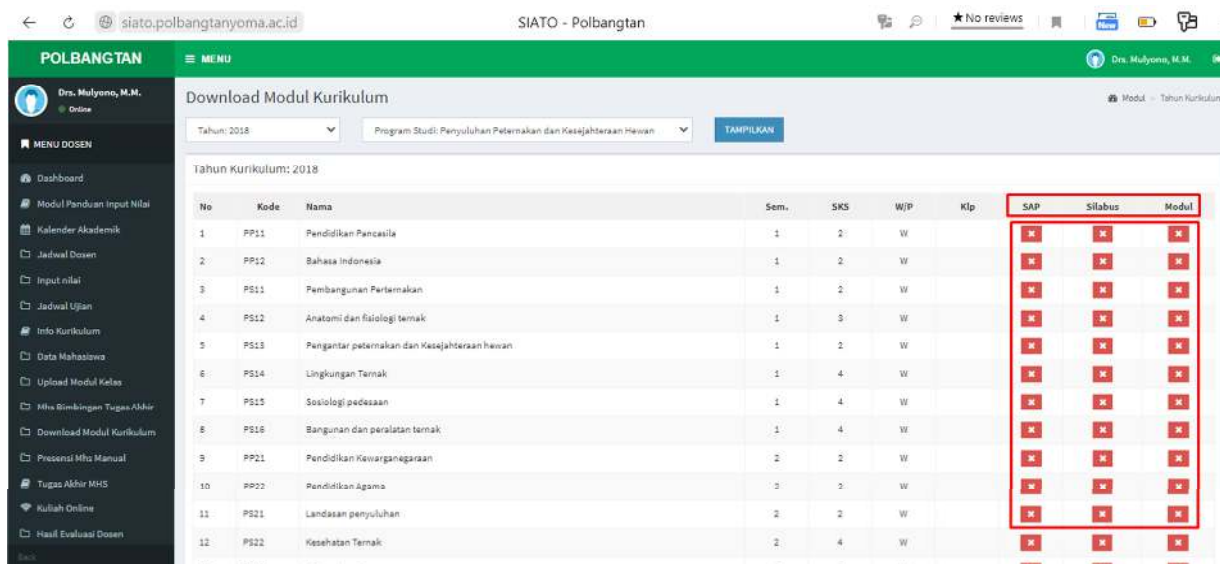 siato.polbangtanyoma.ac.id SIATO - Polbangtan ★ No reviews New
POLBANGTAN ≡ MENU Drs. Mulyono, M.M.
Drs. Mulyono, M.M.
Online
Download Modul Kurikulum Modul Tahun Kurikulum
Tahun: 2018 Program Studi: Penyuluhan Peternakan dan Kesejahteraan Hewan TAMPILKAN
MENU DOSEN
Dashboard
Modul Panduan Input Nilai
Kalender Akademik
Jadwal Dosen
Input nilai
Jadwal Ujian
Info Kurikulum
Data Mahasiswa
Upload Modul Kelas
Mhs Bimbingan Tugas Akhir
Download Modul Kurikulum
Presensi Mhs Manual
Tugas Akhir MHS
Kuliah Online
Hasil Evaluasi Dosen
Back
Tahun Kurikulum: 2018
No Kode Nama Sem. SKS W/P Klp SAP Silabus Modul
1 PP11 Pendidikan Pancasila 1 2 W
2 PP12 Bahasa Indonesia 1 2 W
3 PS11 Pembangunan Perternakan 1 2 W
4 PS12 Anatomi dan fisiologi ternak 1 3 W
5 PS13 Pengantar peternakan dan Kesejahteraan hewan 1 2 W
6 PS14 Lingkungan Ternak 1 4 W
7 PS15 Sosiologi pedesaan 1 4 W
8 PS16 Bangunan dan peralatan ternak 1 4 W
9 PP21 Pendidikan Kewarganegaraan 2 2 W
10 PP22 Pendidikan Agama 2 2 W
11 PS21 Landasan penyuluhan 2 2 W
12 PS22 Kesehatan Ternak 2 4 W